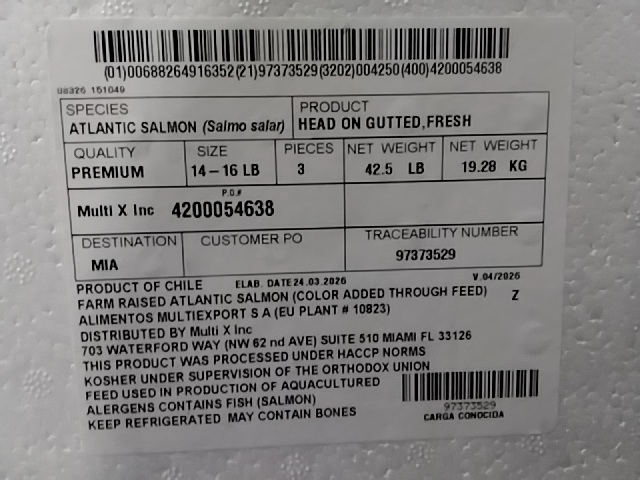 (01)00688264916352(21)97373529(3202)004250(400)4200054638
08326 151049
SPECIES
ATLANTIC SALMON (Salmo salar)
PRODUCT
HEAD ON GUTTED,FRESH
QUALITY
PREMIUM
SIZE
14-16 LB
PIECES
3
NET WEIGHT
42.5 LB
NET WEIGHT
19.28 KG
P.O.#
Multi X Inc 4200054638
DESTINATION
MIA
CUSTOMER PO
TRACEABILITY NUMBER
97373529
PRODUCT OF CHILE ELAB. DATE24.03.2026 V.04/2026
FARM RAISED ATLANTIC SALMON (COLOR ADDED THROUGH FEED) Z
ALIMENTOS MULTIEXPORT S A (EU PLANT # 10823)
DISTRIBUTED BY Multi X Inc
703 WATERFORD WAY (NW 62 nd AVE) SUITE 510 MIAMI FL 33126
THIS PRODUCT WAS PROCESSED UNDER HACCP NORMS
KOSHER UNDER SUPERVISION OF THE ORTHODOX UNION
FEED USED IN PRODUCTION OF AQUACULTURED
ALERGENS CONTAINS FISH (SALMON)
KEEP REFRIGERATED MAY CONTAIN BONES
97373529
CARGA CONOCIDA